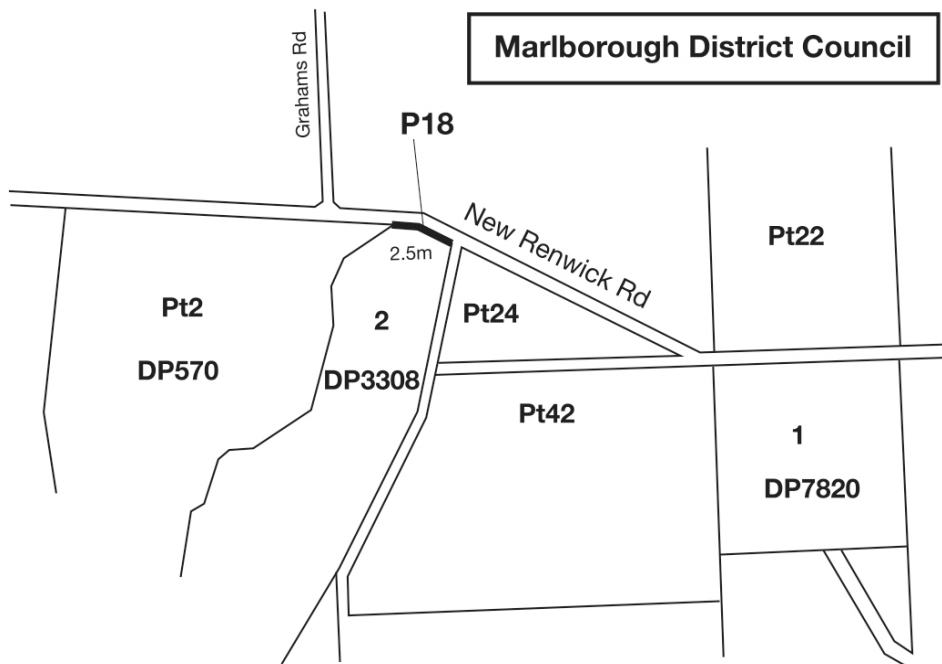 Marlborough District Council
Grahams Rd
P18
New Renwick Rd
2.5m
Pt22
Pt2
DP570
2
DP3308
Pt24
Pt42
1
DP7820